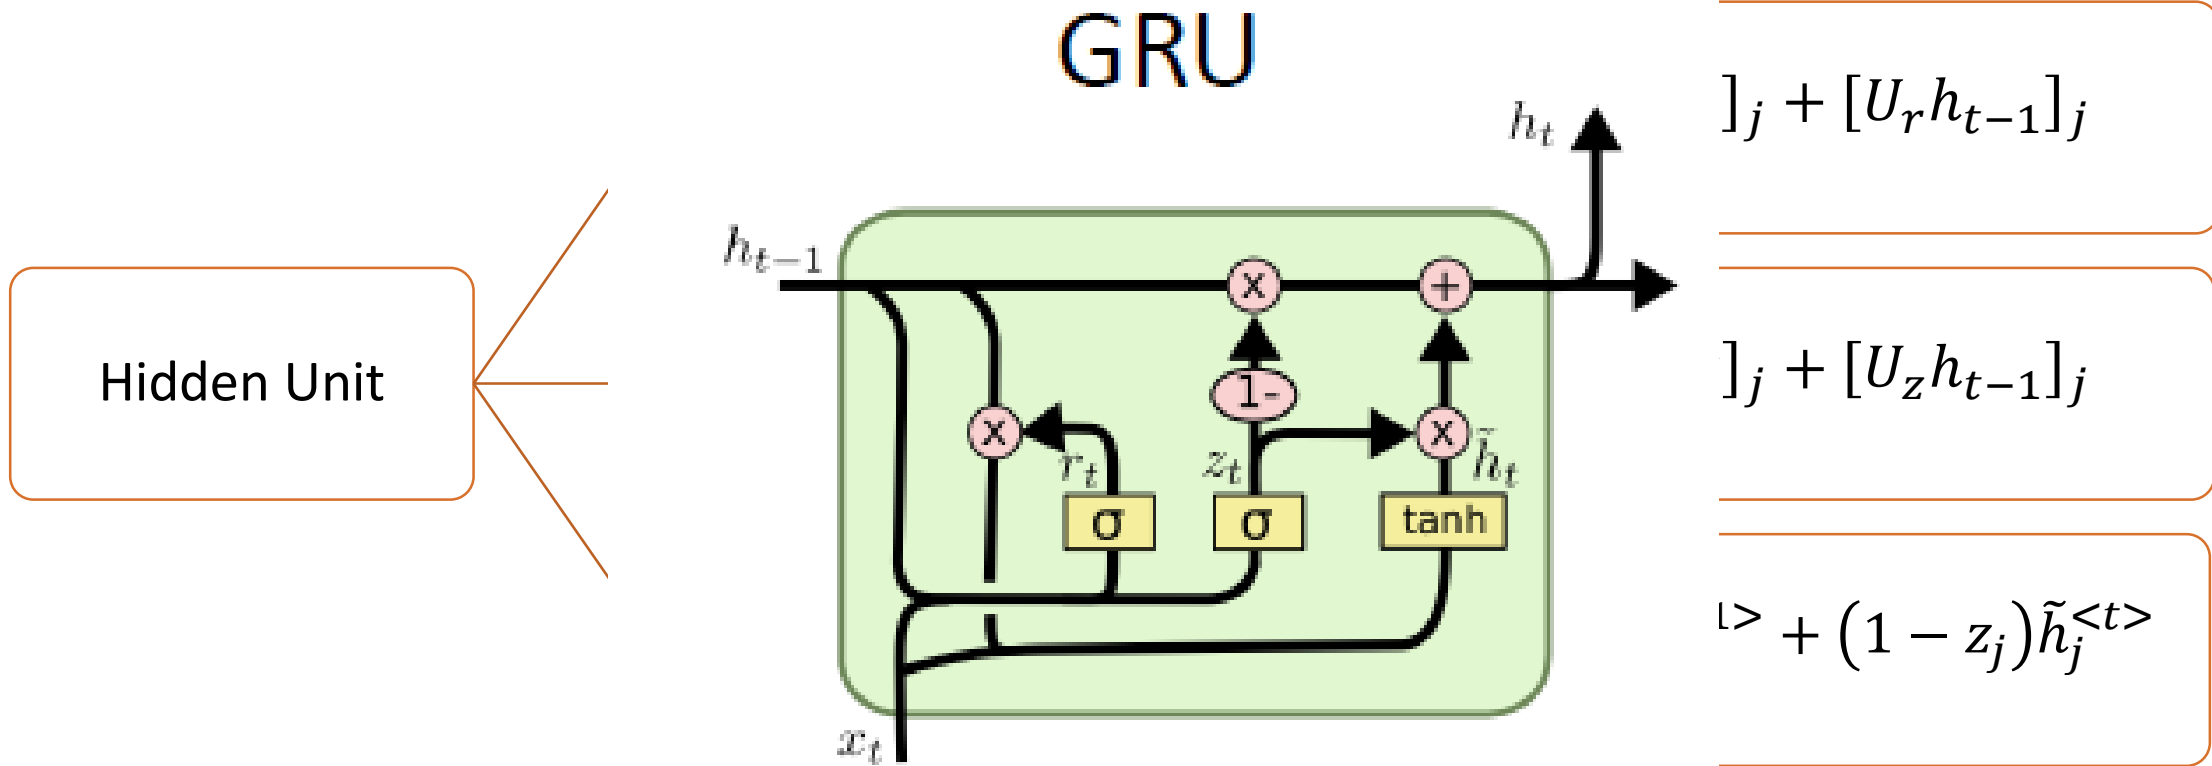 GRU
Hidden Unit
h_t
h_{t-1}
x
+
1-
x
x
r_t
z_t
h̃_t
σ
σ
tanh
x_t
]_j + [U_r h_{t-1}]_j
]_j + [U_z h_{t-1}]_j
1> + (1 − z_j)h̃_j^{<t>}